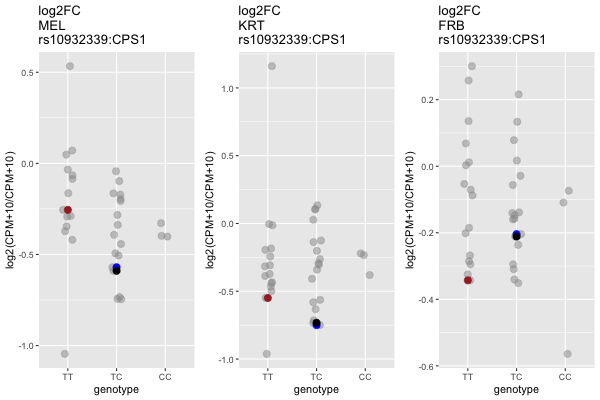 log2FC
MEL
rs10932339:CPS1
log2(CPM+10/CPM+10)
0.5
0.0
-0.5
-1.0
TT
TC
CC
genotype
log2FC
KRT
rs10932339:CPS1
log2(CPM+10/CPM+10)
1.0
0.5
0.0
-0.5
-1.0
TT
TC
CC
genotype
log2FC
FRB
rs10932339:CPS1
log2(CPM+10/CPM+10)
0.2
0.0
-0.2
-0.4
-0.6
TT
TC
CC
genotype